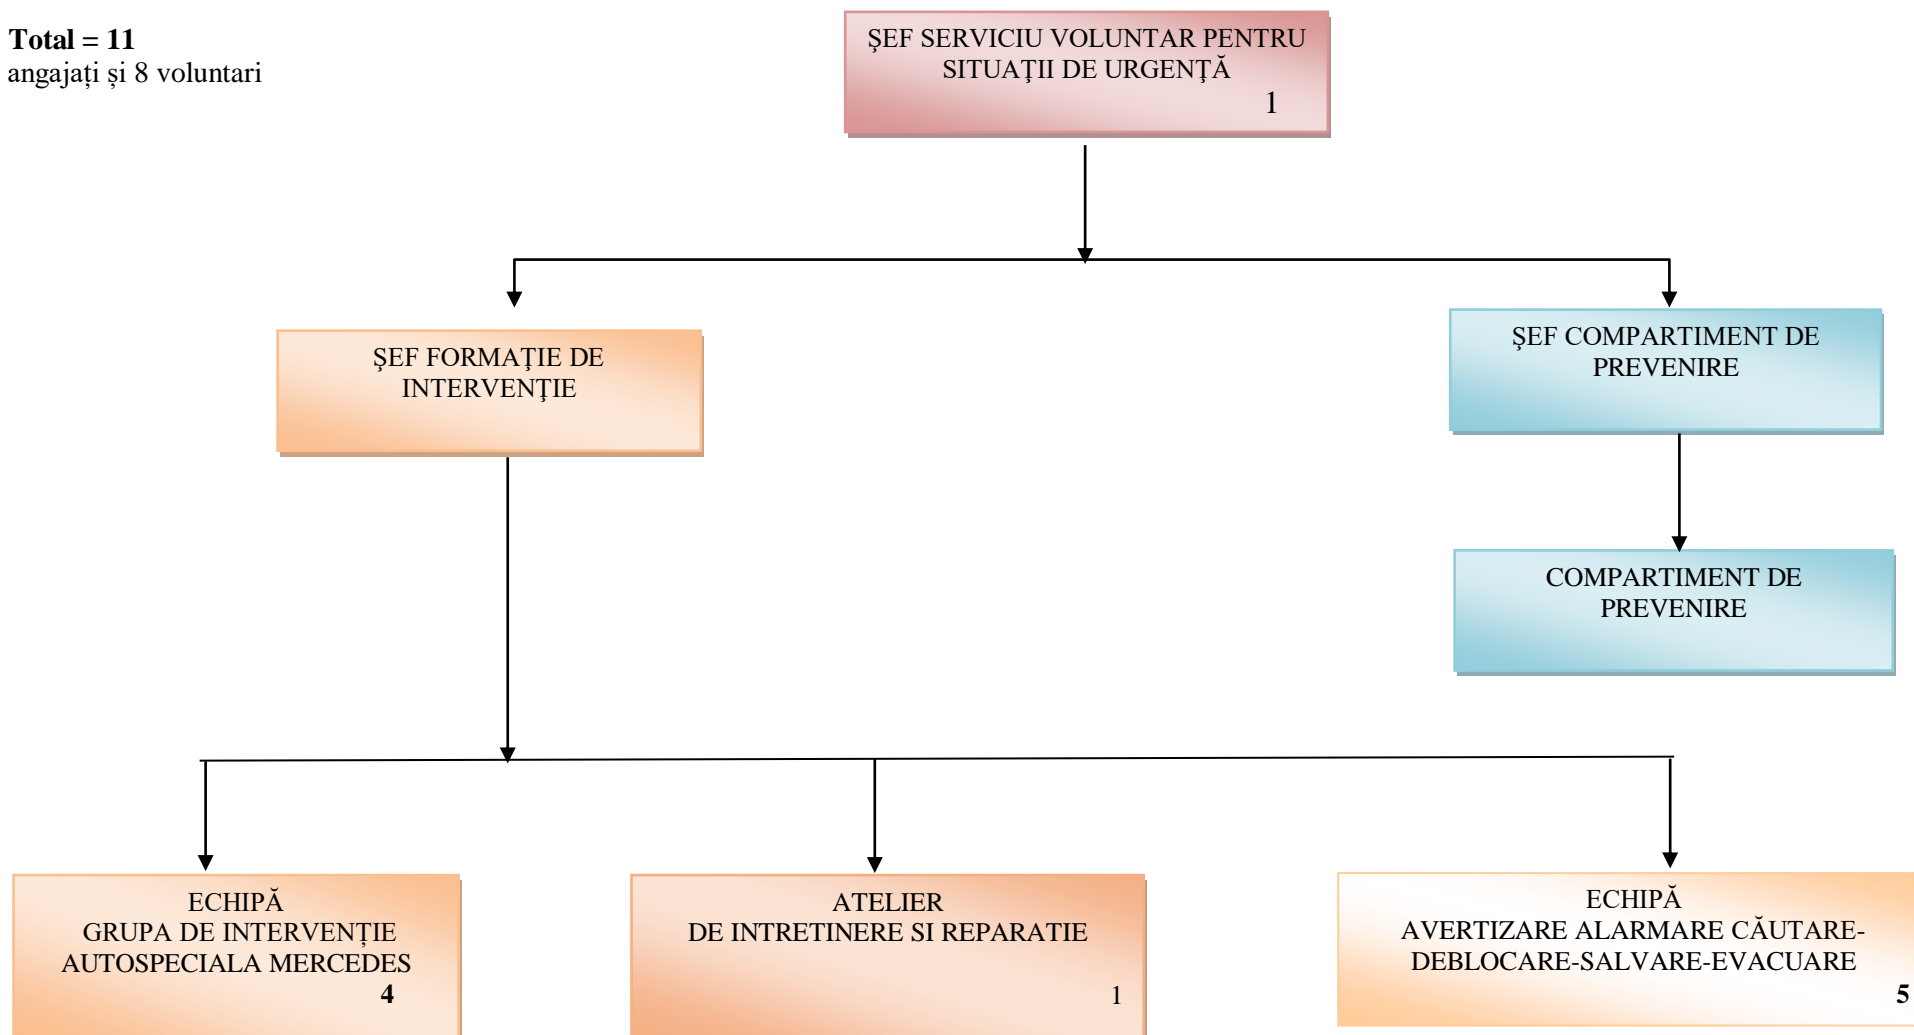 Total = 11
angajați și 8 voluntari
ŞEF SERVICIU VOLUNTAR PENTRU
SITUAŢII DE URGENŢĂ
1
ŞEF FORMAŢIE DE
INTERVENŢIE
ŞEF COMPARTIMENT DE
PREVENIRE
COMPARTIMENT DE
PREVENIRE
ECHIPĂ
GRUPA DE INTERVENȚIE
AUTOSPECIALA MERCEDES
4
ATELIER
DE INTRETINERE SI REPARATIE
1
ECHIPĂ
AVERTIZARE ALARMARE CĂUTARE-
DEBLOCARE-SALVARE-EVACUARE
5